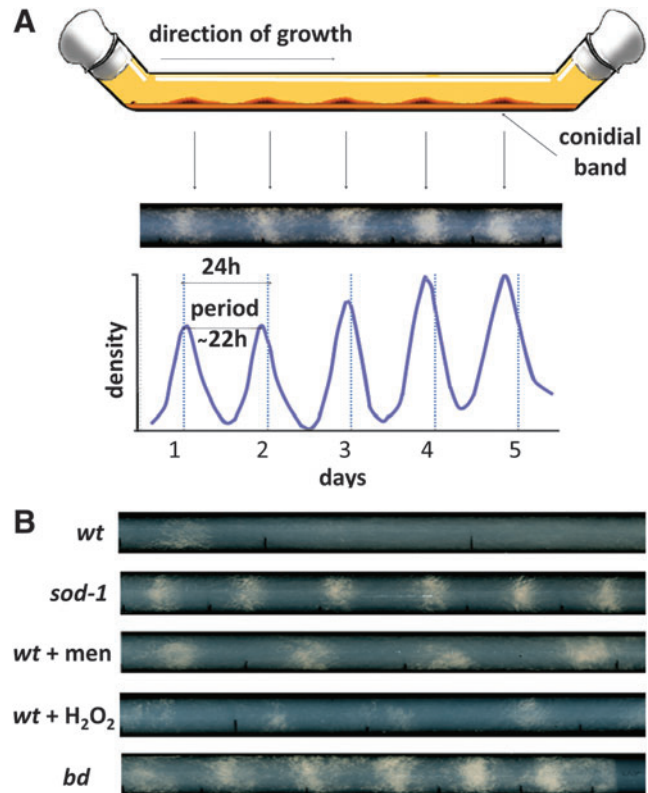 A
direction of growth
conidial
band
24h
period
~22h
density
1 2 3 4 5
days
B
wt
sod-1
wt + men
wt + H₂O₂
bd